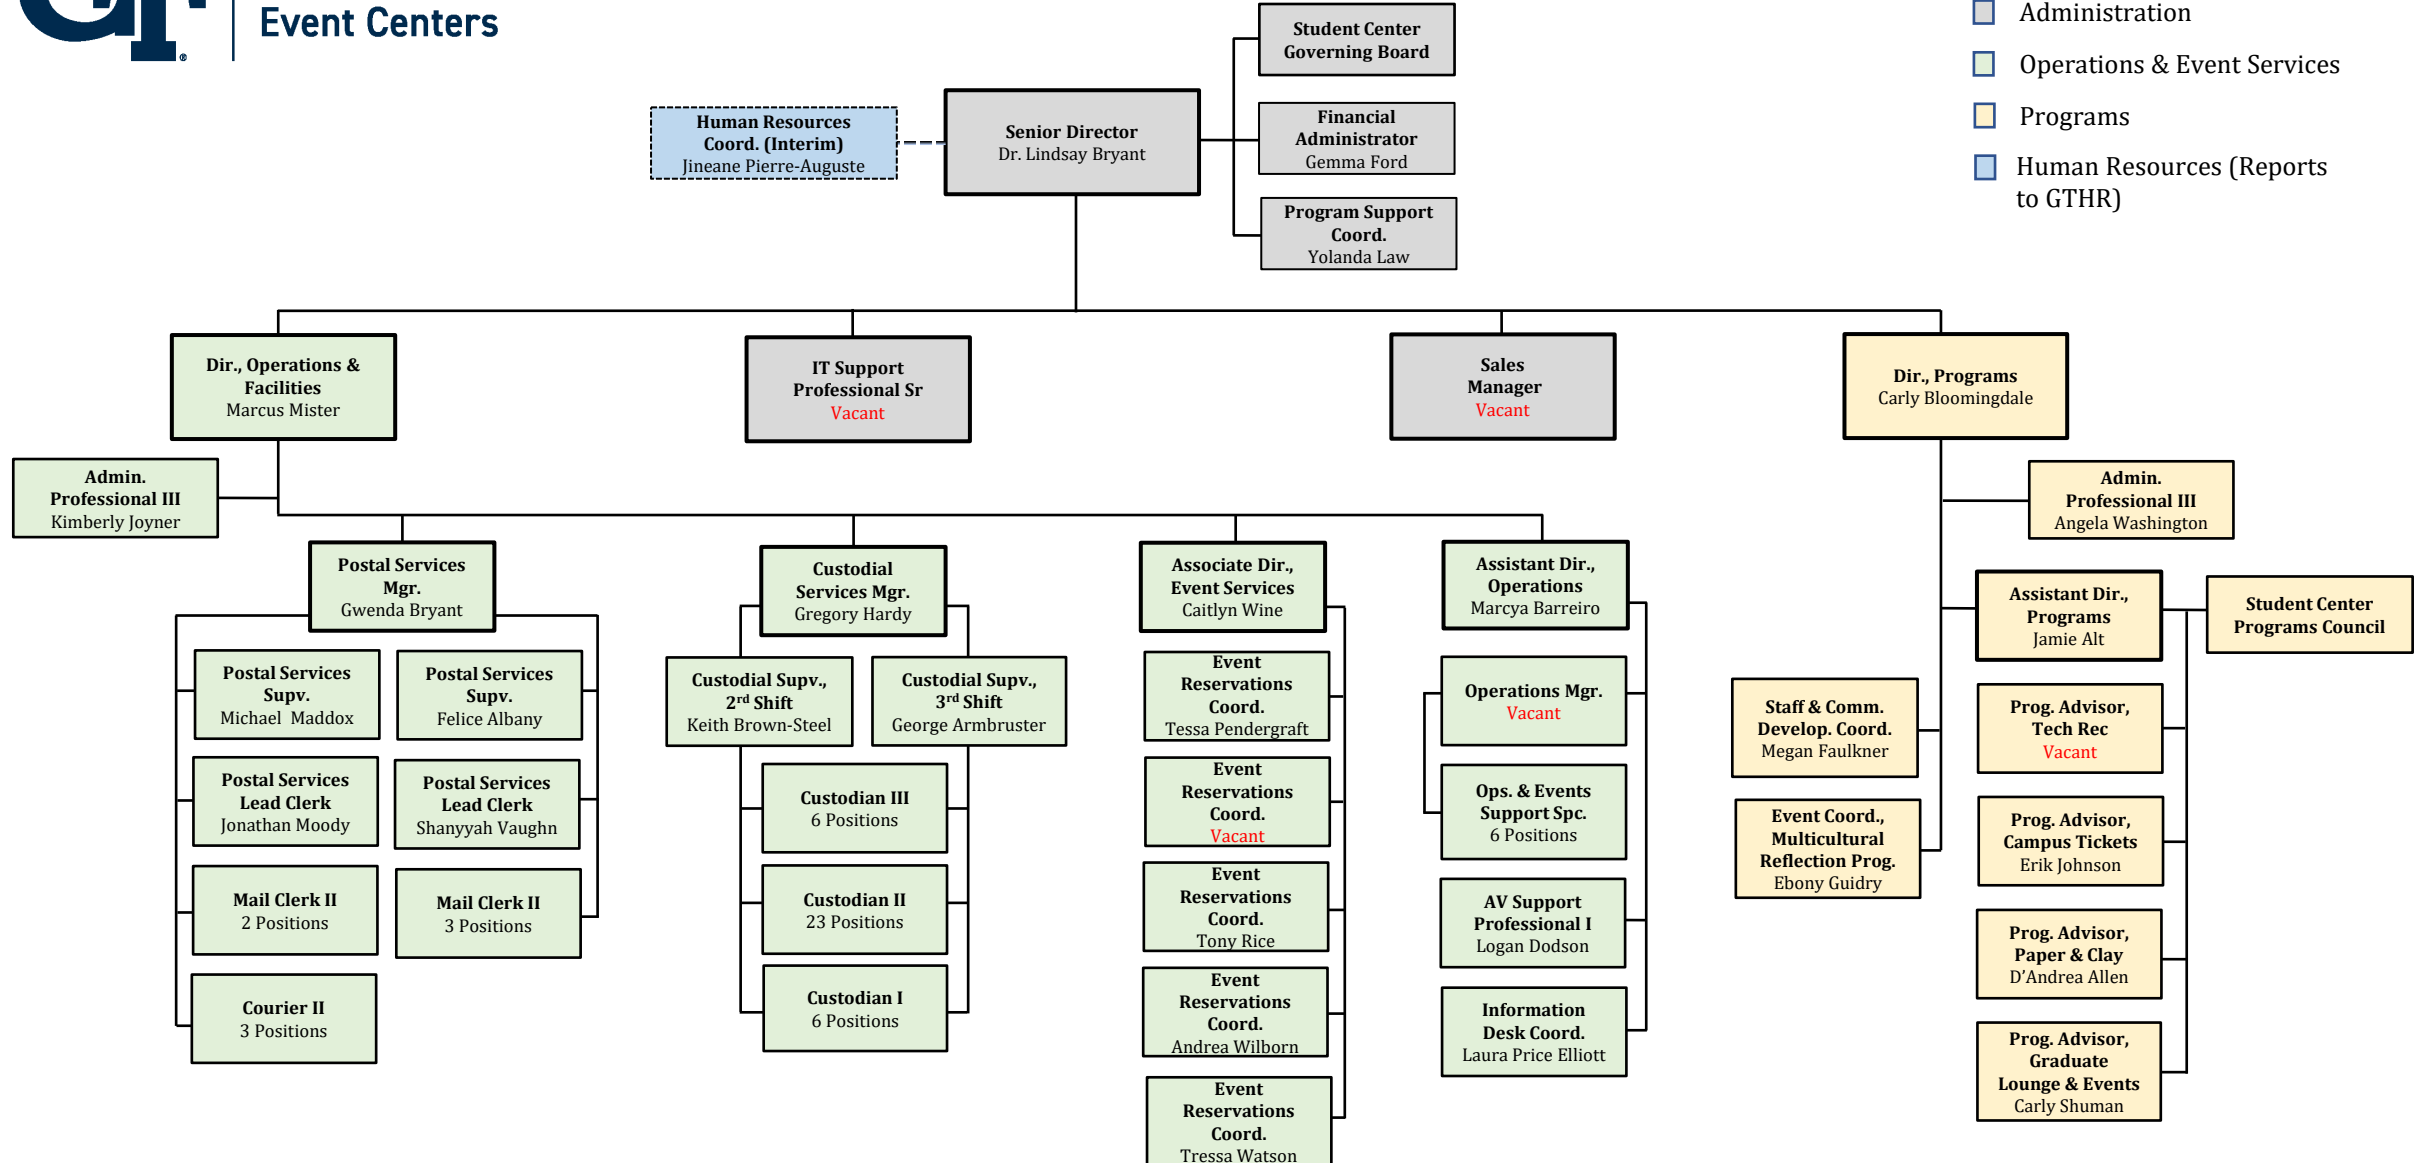 GT
®
Event Centers
Administration
Operations & Event Services
Programs
Human Resources (Reports
to GTHR)
Student Center
Governing Board
Human Resources
Coord. (Interim)
Jineane Pierre-Auguste
Senior Director
Dr. Lindsay Bryant
Financial
Administrator
Gemma Ford
Program Support
Coord.
Yolanda Law
Dir., Operations &
Facilities
Marcus Mister
IT Support
Professional Sr
Vacant
Sales
Manager
Vacant
Dir., Programs
Carly Bloomingdale
Admin.
Professional III
Kimberly Joyner
Admin.
Professional III
Angela Washington
Postal Services
Mgr.
Gwenda Bryant
Custodial
Services Mgr.
Gregory Hardy
Associate Dir.,
Event Services
Caitlyn Wine
Assistant Dir.,
Operations
Marcya Barreiro
Assistant Dir.,
Programs
Jamie Alt
Student Center
Programs Council
Postal Services
Supv.
Michael Maddox
Postal Services
Supv.
Felice Albany
Postal Services
Lead Clerk
Jonathan Moody
Postal Services
Lead Clerk
Shanyyah Vaughn
Mail Clerk II
2 Positions
Mail Clerk II
3 Positions
Courier II
3 Positions
Custodial Supv.,
2rd Shift
Keith Brown-Steel
Custodial Supv.,
3rd Shift
George Armbruster
Custodian III
6 Positions
Custodian II
23 Positions
Custodian I
6 Positions
Event
Reservations
Coord.
Tessa Pendergraft
Event
Reservations
Coord.
Vacant
Event
Reservations
Coord.
Tony Rice
Event
Reservations
Coord.
Andrea Wilborn
Event
Reservations
Coord.
Tressa Watson
Operations Mgr.
Vacant
Ops. & Events
Support Spc.
6 Positions
AV Support
Professional I
Logan Dodson
Information
Desk Coord.
Laura Price Elliott
Staff & Comm.
Develop. Coord.
Megan Faulkner
Event Coord.,
Multicultural
Reflection Prog.
Ebony Guidry
Prog. Advisor,
Tech Rec
Vacant
Prog. Advisor,
Campus Tickets
Erik Johnson
Prog. Advisor,
Paper & Clay
D’Andrea Allen
Prog. Advisor,
Graduate
Lounge & Events
Carly Shuman